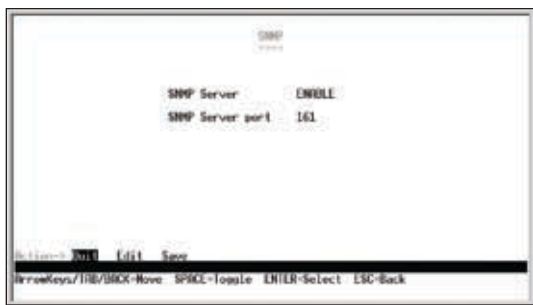 SNMP
SNMP Server ENABLE
SNMP Server port 161
Action-> Quit Edit Save
ArrowKeys/TAB/BACK=Move SPACE=Toggle ENTER=Select ESC=Back